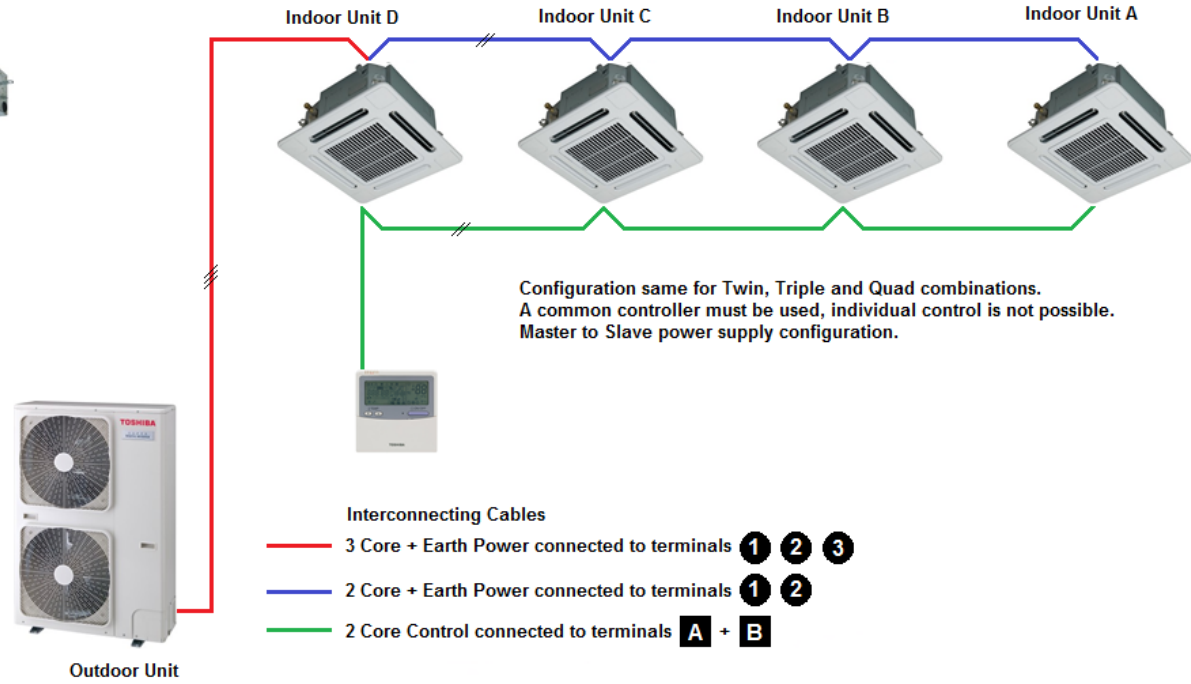 Indoor Unit D
Indoor Unit C
Indoor Unit B
Indoor Unit A
Configuration same for Twin, Triple and Quad combinations.
A common controller must be used, individual control is not possible.
Master to Slave power supply configuration.
TOSHIBA
TOSHIBA
Interconnecting Cables
3 Core + Earth Power connected to terminals 1 2 3
2 Core + Earth Power connected to terminals 1 2
2 Core Control connected to terminals A + B
Outdoor Unit